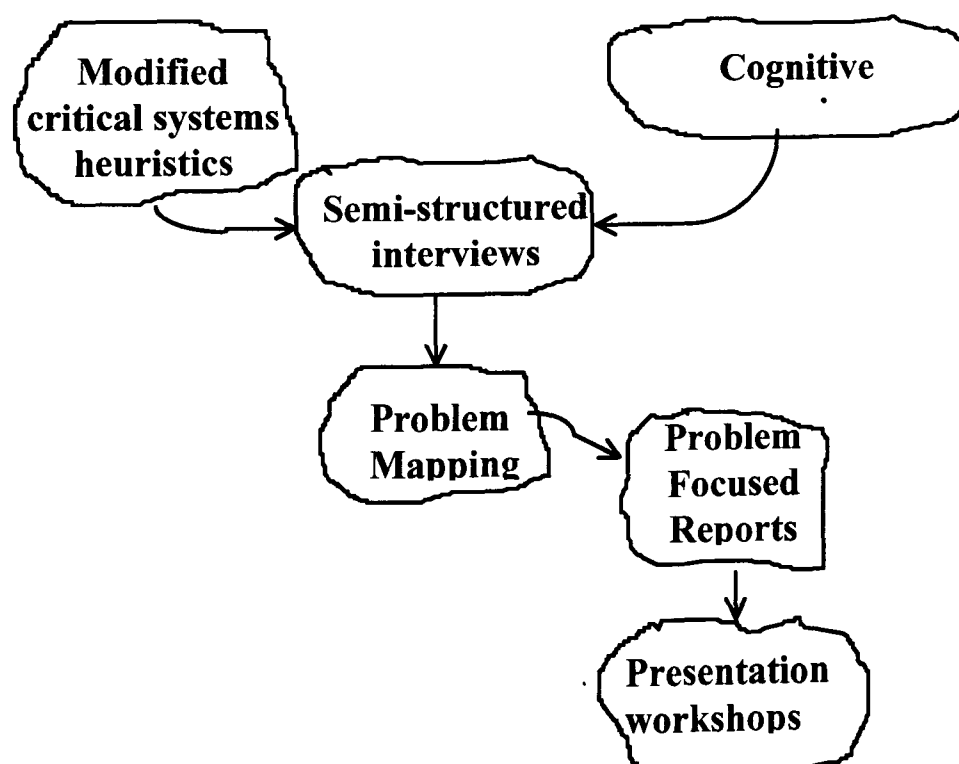 Modified
critical systems
heuristics
Cognitive
Semi-structured
interviews
Problem
Mapping
Problem
Focused
Reports
Presentation
workshops